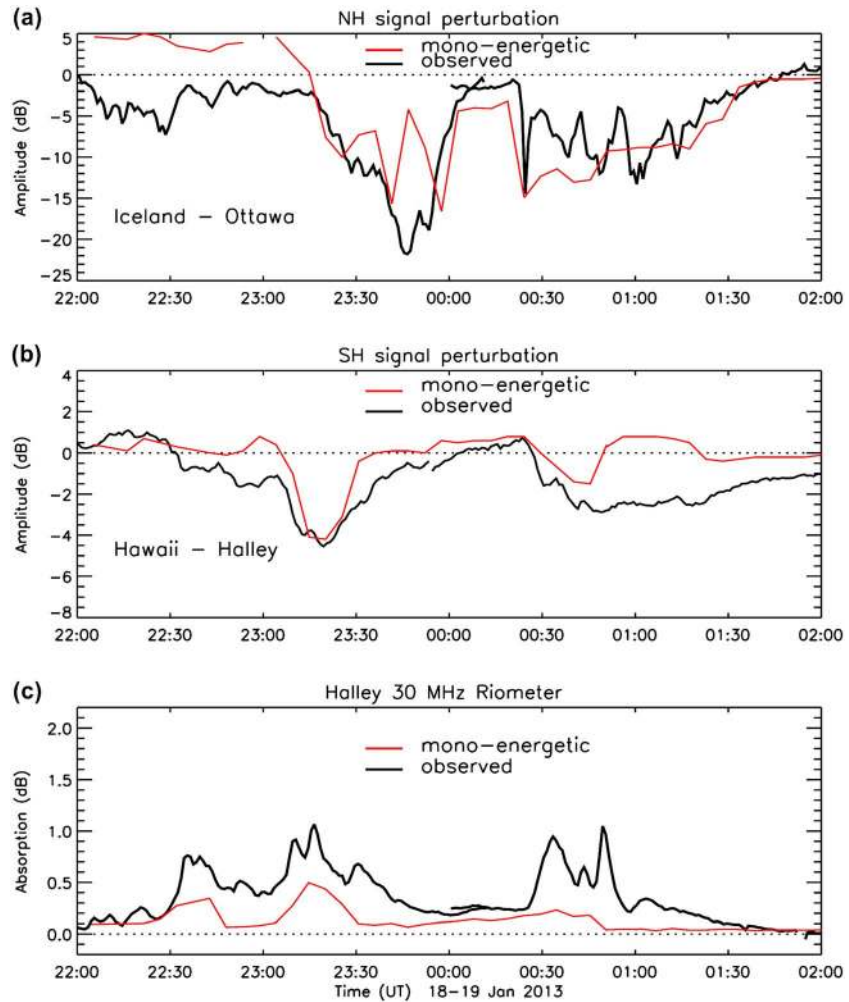 (a)
NH signal perturbation
mono-energetic
observed
Amplitude (dB)
5
0
-5
-10
-15
-20
-25
Iceland - Ottawa
22:00 22:30 23:00 23:30 00:00 00:30 01:00 01:30 02:00
(b)
SH signal perturbation
mono-energetic
observed
Amplitude (dB)
4
2
0
-2
-4
-6
-8
Hawaii - Halley
22:00 22:30 23:00 23:30 00:00 00:30 01:00 01:30 02:00
(c)
Halley 30 MHz Riometer
mono-energetic
observed
Absorption (dB)
2.0
1.5
1.0
0.5
0.0
22:00 22:30 23:00 23:30 00:00 00:30 01:00 01:30 02:00
Time (UT) 18-19 Jan 2013